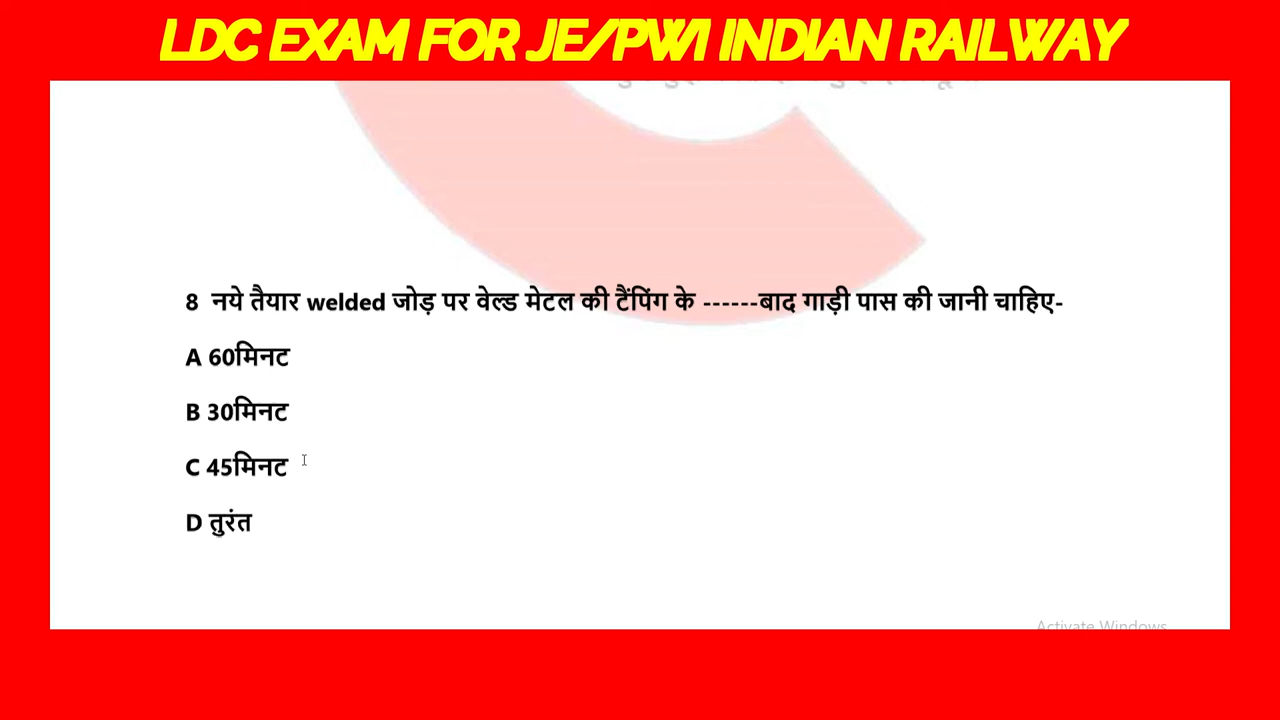 LDC EXAM FOR JE/PWI INDIAN RAILWAY
8 नये तैयार welded जोड़ पर वेल्ड मेटल की टैंपिंग के ------बाद गाड़ी पास की जानी चाहिए-
A 60मिनट
B 30मिनट
C 45मिनट
D तुरंत
Activate Windows